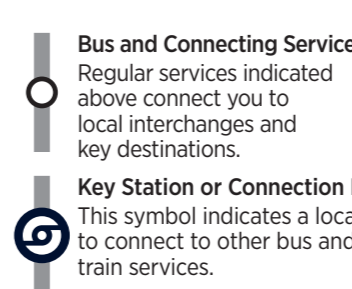 Bus and Connecting Service
Regular services indicated
above connect you to
local interchanges and
key destinations.
Key Station or Connection
This symbol indicates a loca
to connect to other bus and
train services.